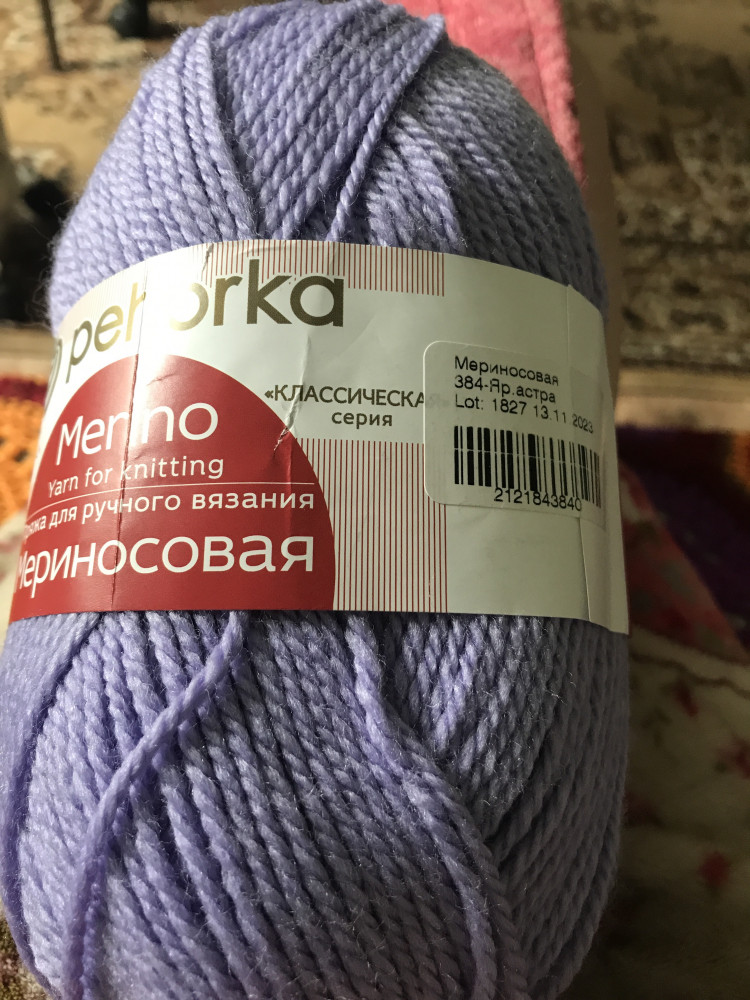 pehorka
Merino
Yarn for knitting
Пряжа для ручного вязания
Мериносовая
«КЛАССИЧЕСКАЯ»
серия
Мериносовая
384-Яр.астра
Lot: 1827 13.11.2023
2121843840